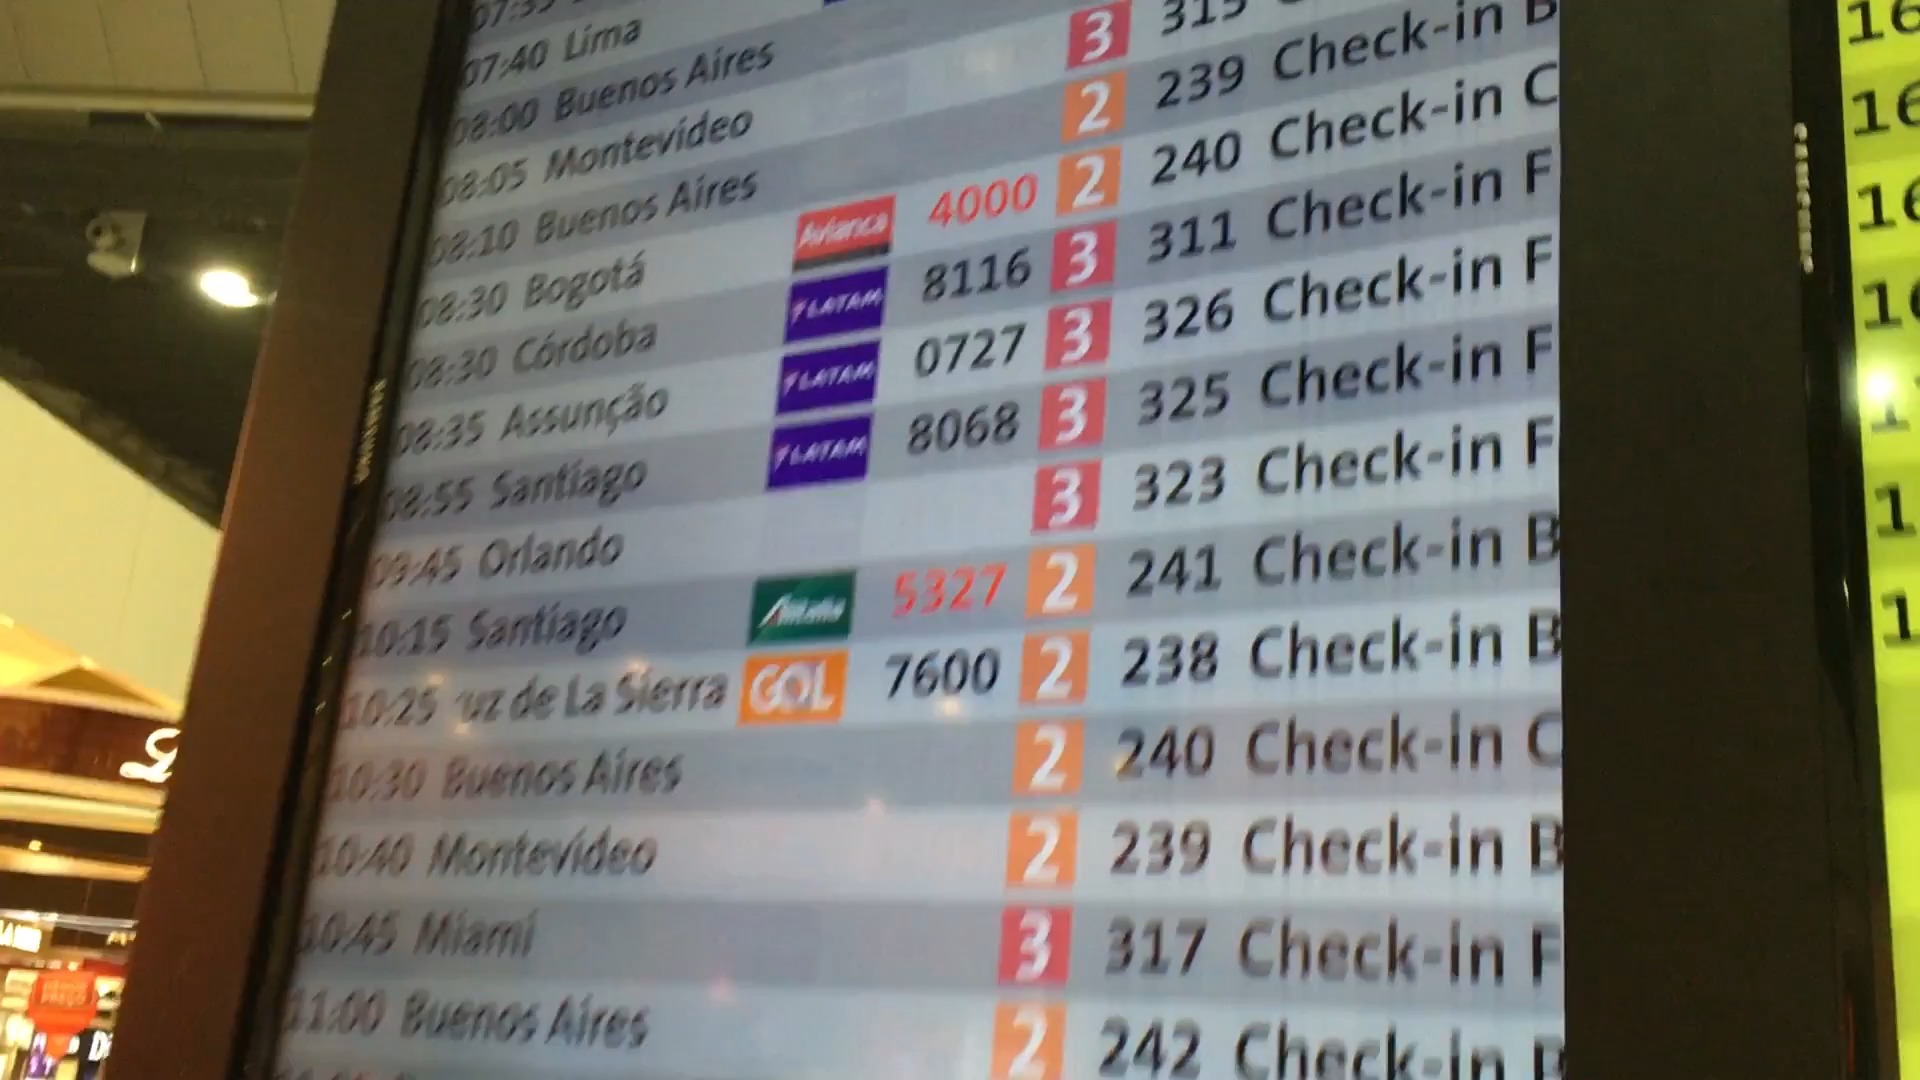 07:40 Lima
08:00 Buenos Aires
08:05 Montevideo 3 315
08:10 Buenos Aires 2 239 Check-in B
08:30 Bogotá Avianca 4000 2 240 Check-in C
08:30 Córdoba LATAM 8116 3 311 Check-in F
08:35 Assunção LATAM 0727 3 326 Check-in F
08:55 Santiago LATAM 8068 3 325 Check-in F
09:45 Orlando 3 323 Check-in F
10:15 Santiago Alitalia 5327 2 241 Check-in B
10:25 uz de La Sierra GOL 7600 2 238 Check-in B
10:30 Buenos Aires 2 240 Check-in C
10:40 Montevideo 2 239 Check-in B
10:45 Miami 3 317 Check-in F
11:00 Buenos Aires 2 242 Check-in B
16
16
16